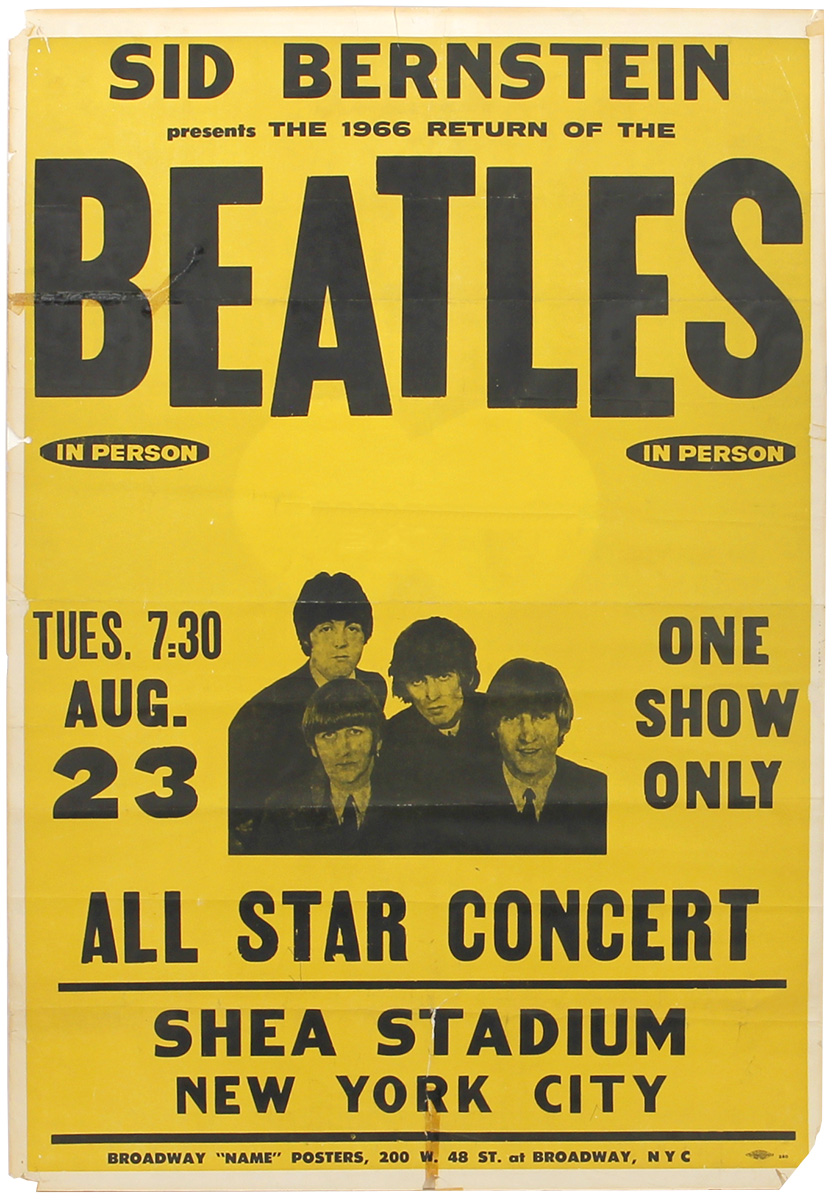 SID BERNSTEIN
presents THE 1966 RETURN OF THE
BEATLES
IN PERSON IN PERSON
TUES. 7:30
AUG.
23
ONE
SHOW
ONLY
ALL STAR CONCERT
SHEA STADIUM
NEW YORK CITY
BROADWAY "NAME" POSTERS, 200 W. 48 ST. at BROADWAY, NYC